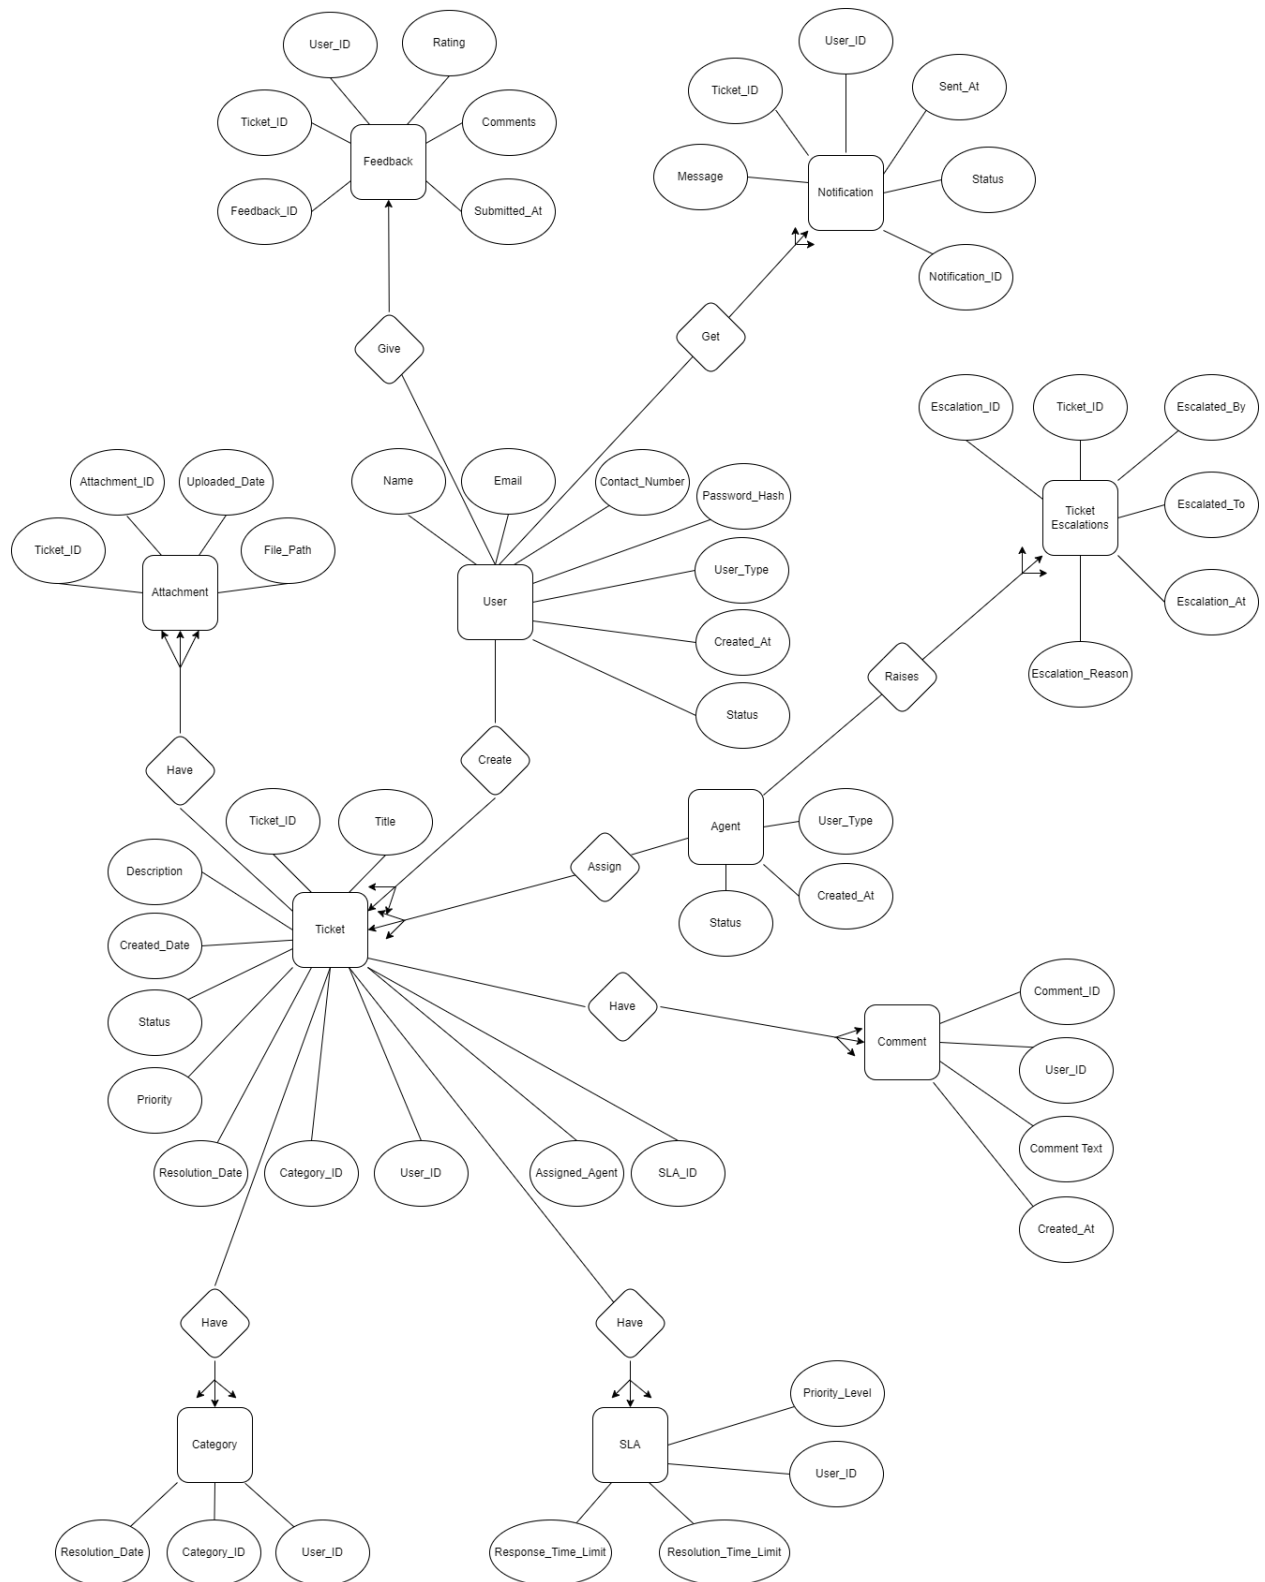 User_ID
Rating
Ticket_ID
Comments
Feedback
Feedback_ID
Submitted_At
User_ID
Sent_At
Ticket_ID
Message
Notification
Status
Notification_ID
Give
Get
Escalation_ID
Ticket_ID
Escalated_By
Ticket
Escalations
Escalated_To
Escalation_At
Escalation_Reason
Raises
Attachment_ID
Uploaded_Date
Ticket_ID
File_Path
Attachment
Name
Email
Contact_Number
Password_Hash
User
User_Type
Created_At
Status
Have
Create
Agent
User_Type
Created_At
Status
Assign
Ticket_ID
Title
Description
Ticket
Created_Date
Status
Priority
Resolution_Date
Category_ID
User_ID
Assigned_Agent
SLA_ID
Have
Comment
Comment_ID
User_ID
Comment Text
Created_At
Have
Have
Category
Resolution_Date
Category_ID
User_ID
SLA
Priority_Level
User_ID
Response_Time_Limit
Resolution_Time_Limit